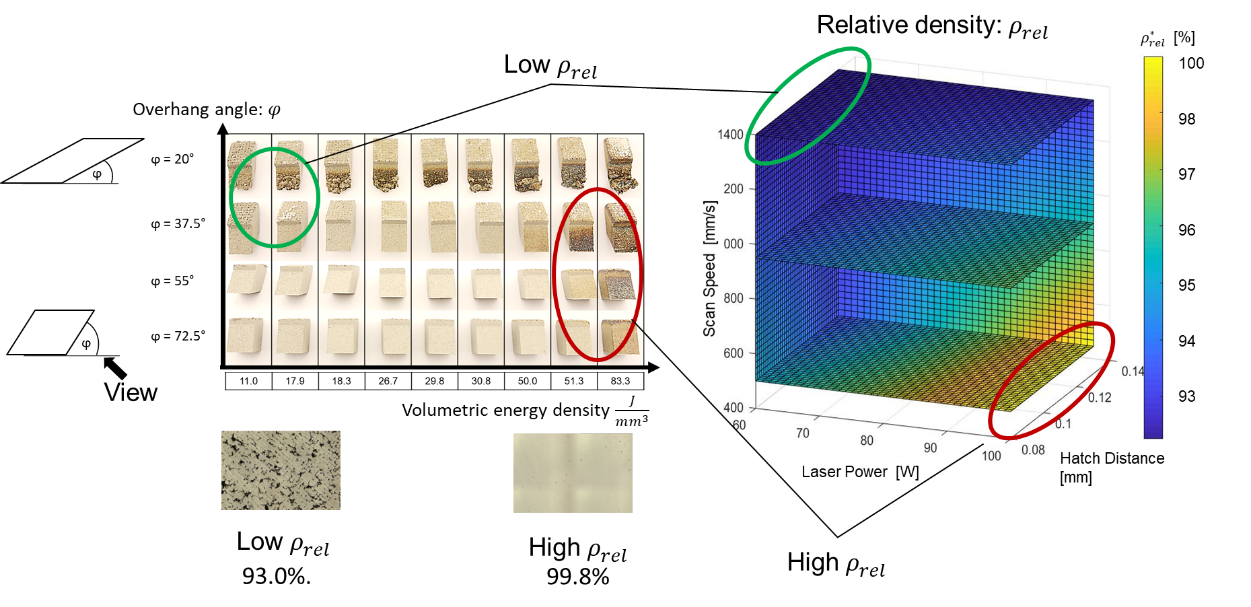 Relative density: ρ_rel
ρ*_rel [%]
Low ρ_rel
Overhang angle: φ
φ = 20°
φ = 37.5°
φ = 55°
φ = 72.5°
φ
φ
View
11.0 17.9 18.3 26.7 29.8 30.8 50.0 51.3 83.3
Volumetric energy density J/mm³
Low ρ_rel
93.0%.
High ρ_rel
99.8%
Scan Speed [mm/s]
1400
200
000
800
600
400
60
70
80
90
100
Laser Power [W]
0.08
0.1
0.12
0.14
Hatch Distance
[mm]
100
98
97
96
95
94
93
High ρ_rel